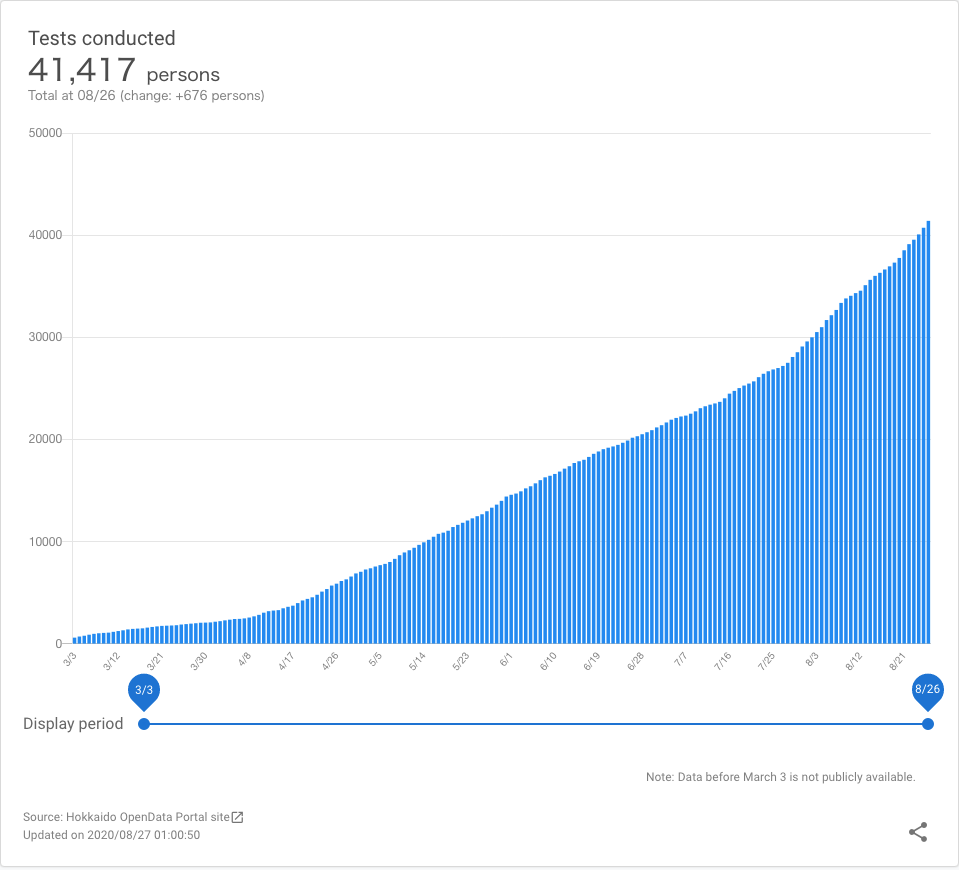 Tests conducted
41,417 persons
Total at 08/26 (change: +676 persons)
50000
40000
30000
20000
10000
0
3/3 3/12 3/21 3/30 4/8 4/17 4/26 5/5 5/14 5/23 6/1 6/10 6/19 6/28 7/7 7/16 7/25 8/3 8/12 8/21
3/3 8/26
Display period
Note: Data before March 3 is not publicly available.
Source: Hokkaido OpenData Portal site
Updated on 2020/08/27 01:00:50